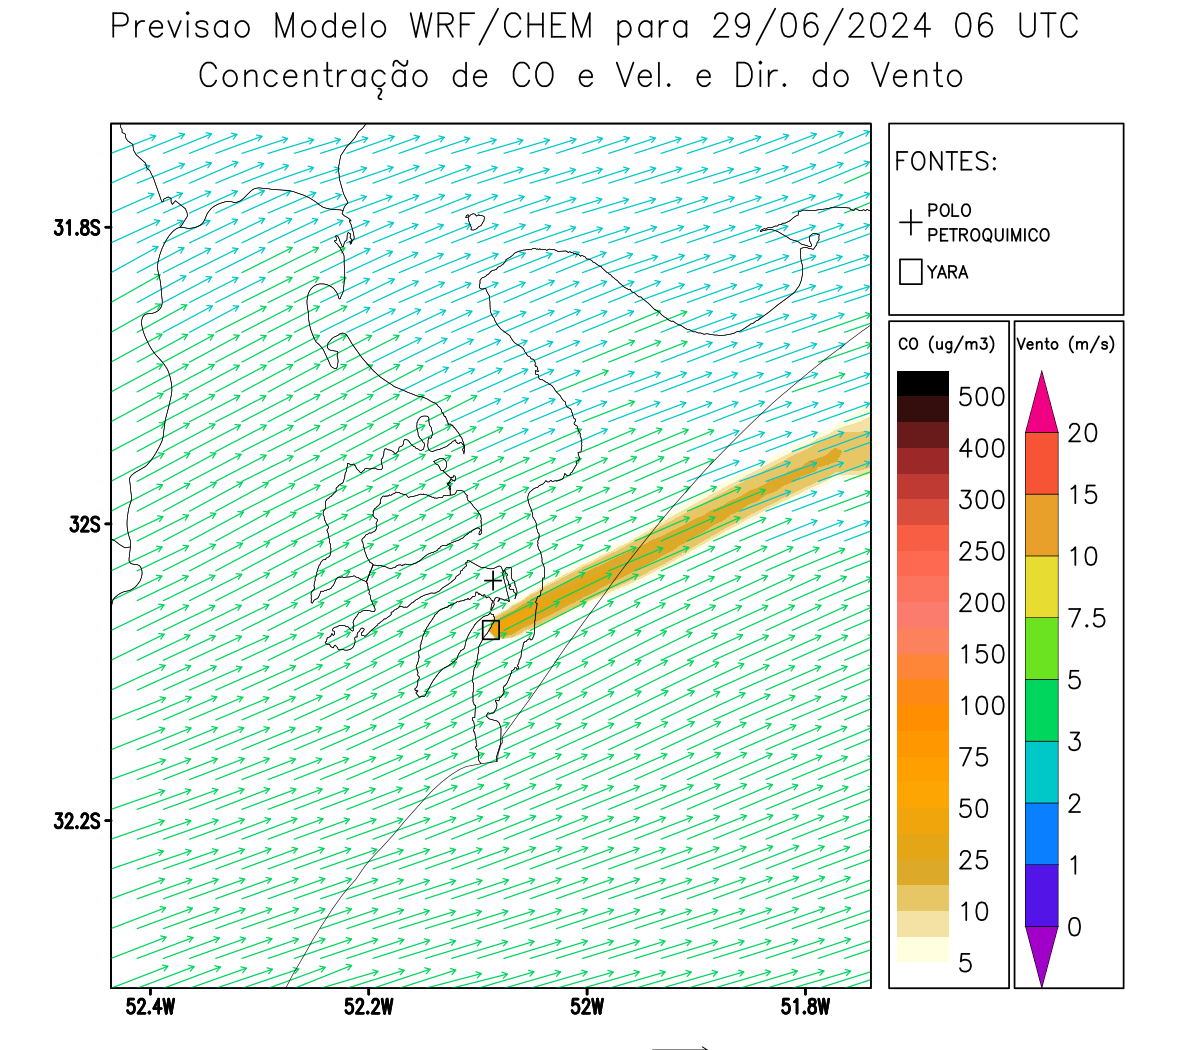 Previsao Modelo WRF/CHEM para 29/06/2024 06 UTC
Concentração de CO e Vel. e Dir. do Vento
FONTES:
POLO
PETROQUIMICO
YARA
31.8S
32S
32.2S
52.4W
52.2W
52W
51.8W
CO (ug/m3)
500
400
300
250
200
150
100
75
50
25
10
5
Vento (m/s)
20
15
10
7.5
5
3
2
1
0